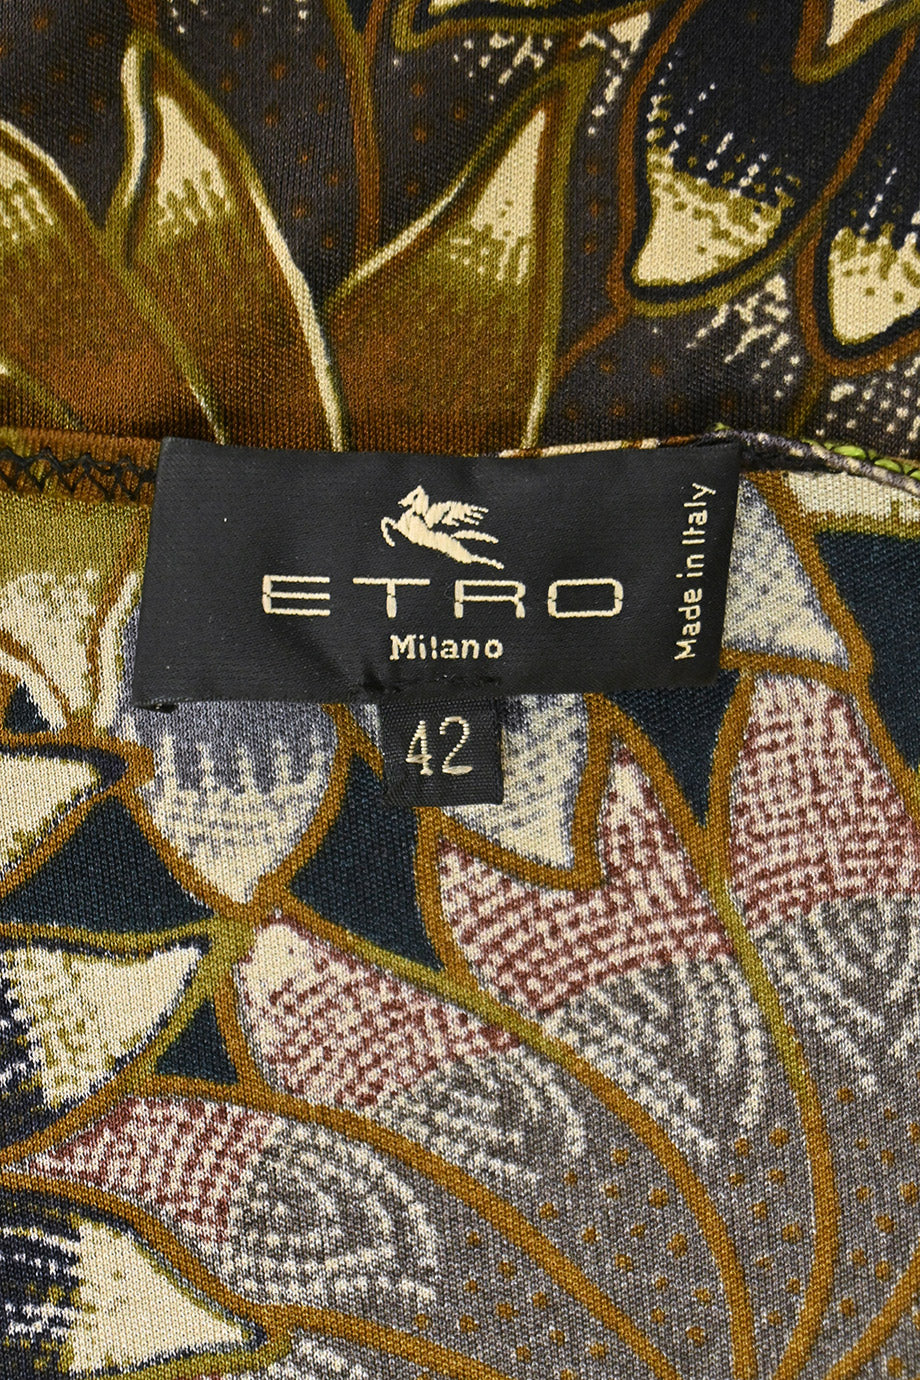 ETRO
Milano
Made in Italy
42